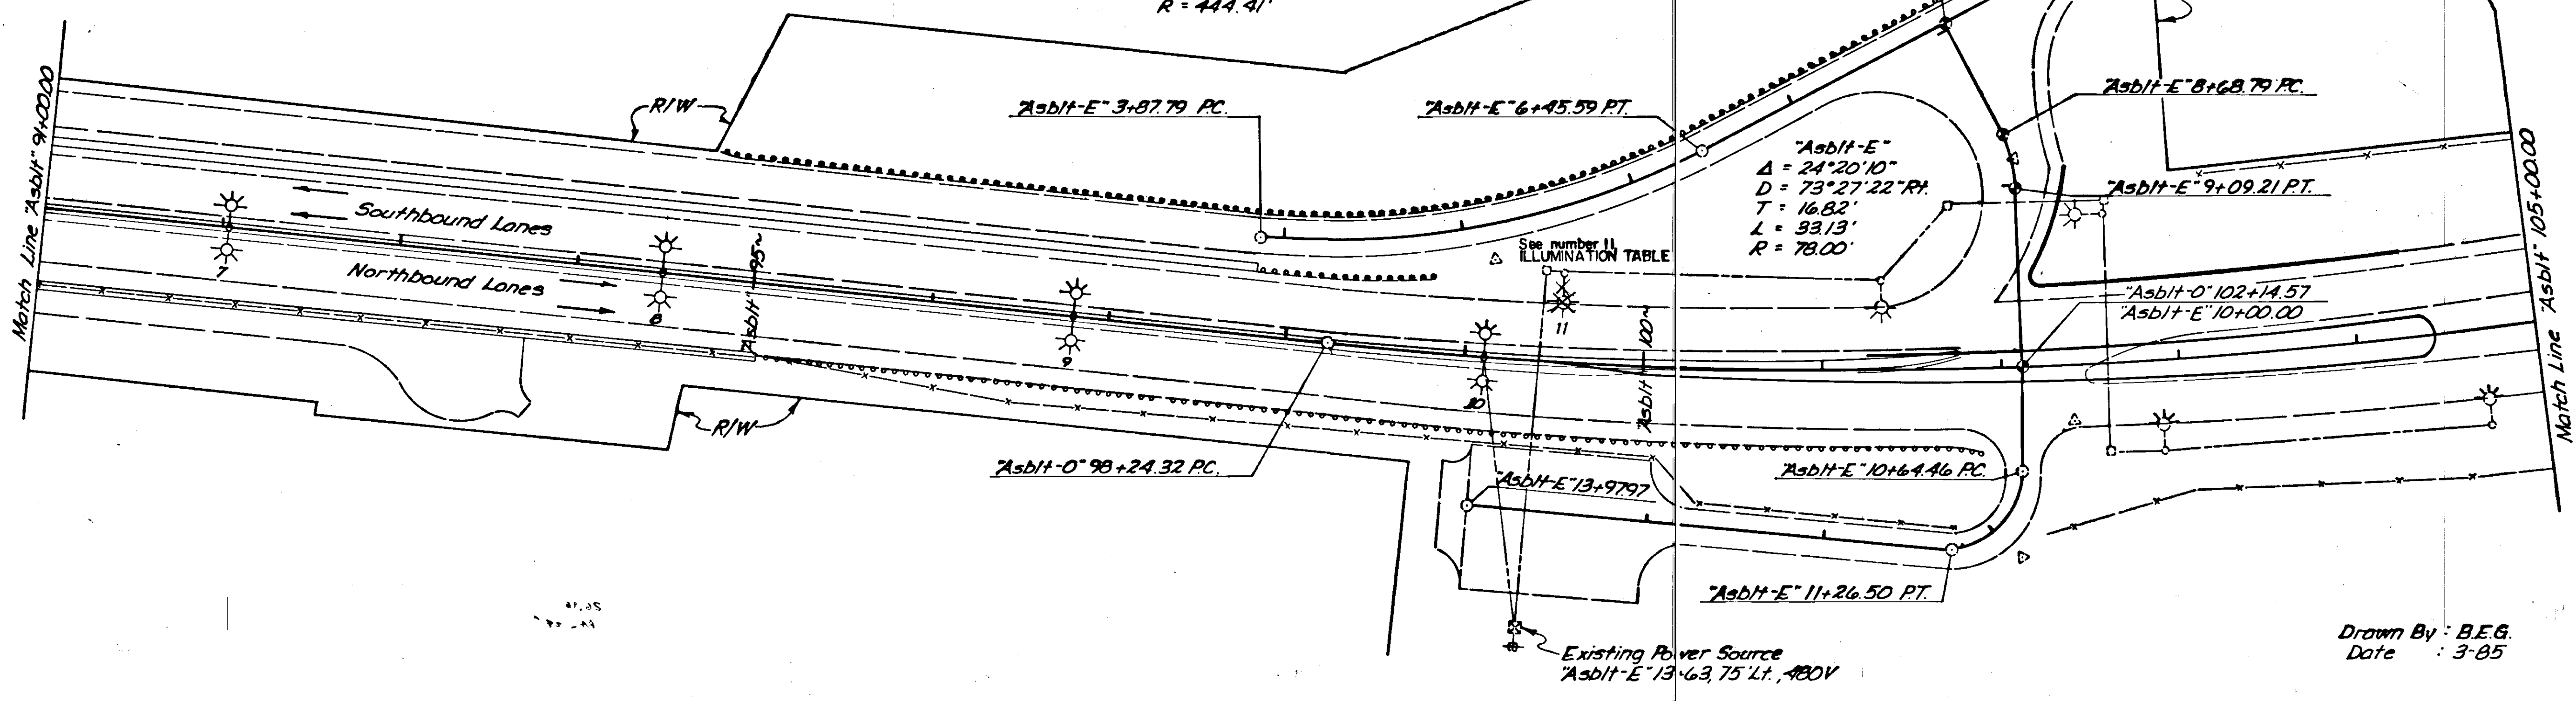 R = 444.41'
Match Line "Asblt" 91+00.00
R/W
"Asblt-E" 3+87.79 P.C.
"Asblt-E" 6+45.59 P.T.
"Asblt-E" 8+68.79 P.C.
"Asblt-E"
Δ = 24°20'10"
D = 73°27'22" Rt.
T = 16.82'
L = 33.13'
R = 78.00'
"Asblt-E" 9+09.21 P.T.
Match Line "Asblt" 105+00.00
Southbound Lanes
Northbound Lanes
7
8
"Asblt" 95~
9
See number 11
ILLUMINATION TABLE
11
"Asblt-O" 102+14.57
"Asblt-E" 10+00.00
10
Asblt 100~
R/W
"Asblt-O" 98+24.32 P.C.
"Asblt-E" 13+97.97
"Asblt-E" 10+64.46 P.C.
"Asblt-E" 11+26.50 P.T.
Existing Power Source
"Asblt-E" 13+63, 75' Lt., 480V
Drawn By : B.E.G.
Date : 3-85